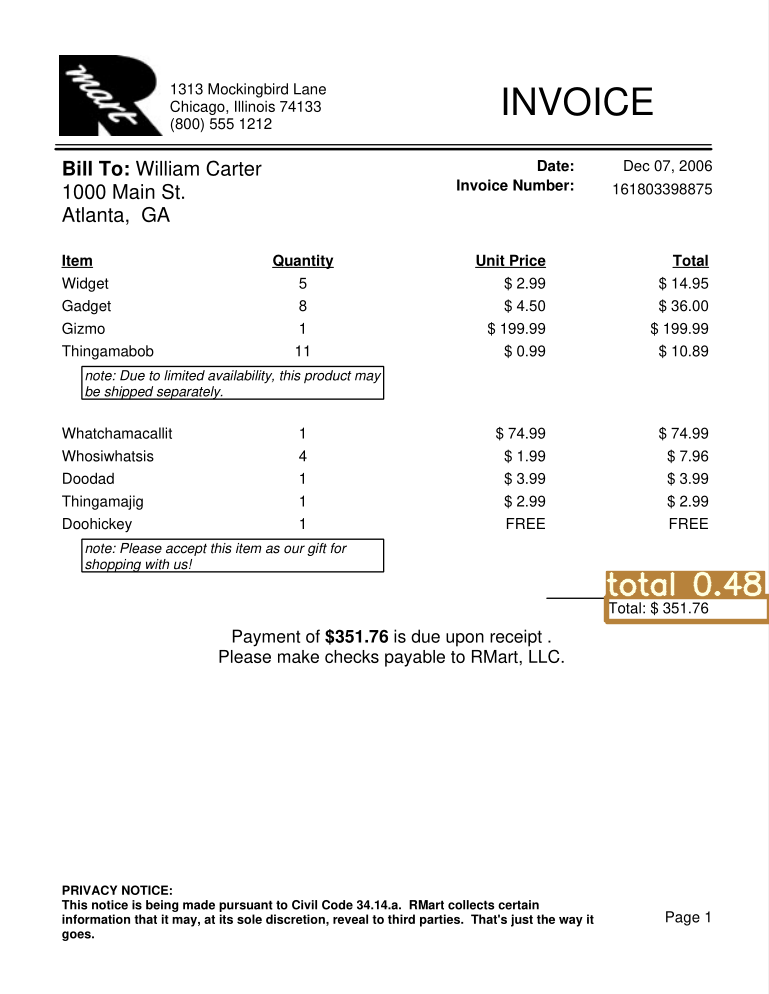 R mart
1313 Mockingbird Lane
Chicago, Illinois 74133
(800) 555 1212
INVOICE
Bill To: William Carter
1000 Main St.
Atlanta, GA
Date: Dec 07, 2006
Invoice Number: 161803398875
Item Quantity Unit Price Total
Widget 5 $ 2.99 $ 14.95
Gadget 8 $ 4.50 $ 36.00
Gizmo 1 $ 199.99 $ 199.99
Thingamabob 11 $ 0.99 $ 10.89
note: Due to limited availability, this product may
be shipped separately.
Whatchamacallit 1 $ 74.99 $ 74.99
Whosiwhatsis 4 $ 1.99 $ 7.96
Doodad 1 $ 3.99 $ 3.99
Thingamajig 1 $ 2.99 $ 2.99
Doohickey 1 FREE FREE
note: Please accept this item as our gift for
shopping with us!
total 0.48
Total: $ 351.76
Payment of $351.76 is due upon receipt .
Please make checks payable to RMart, LLC.
PRIVACY NOTICE:
This notice is being made pursuant to Civil Code 34.14.a. RMart collects certain
information that it may, at its sole discretion, reveal to third parties. That's just the way it
goes.
Page 1